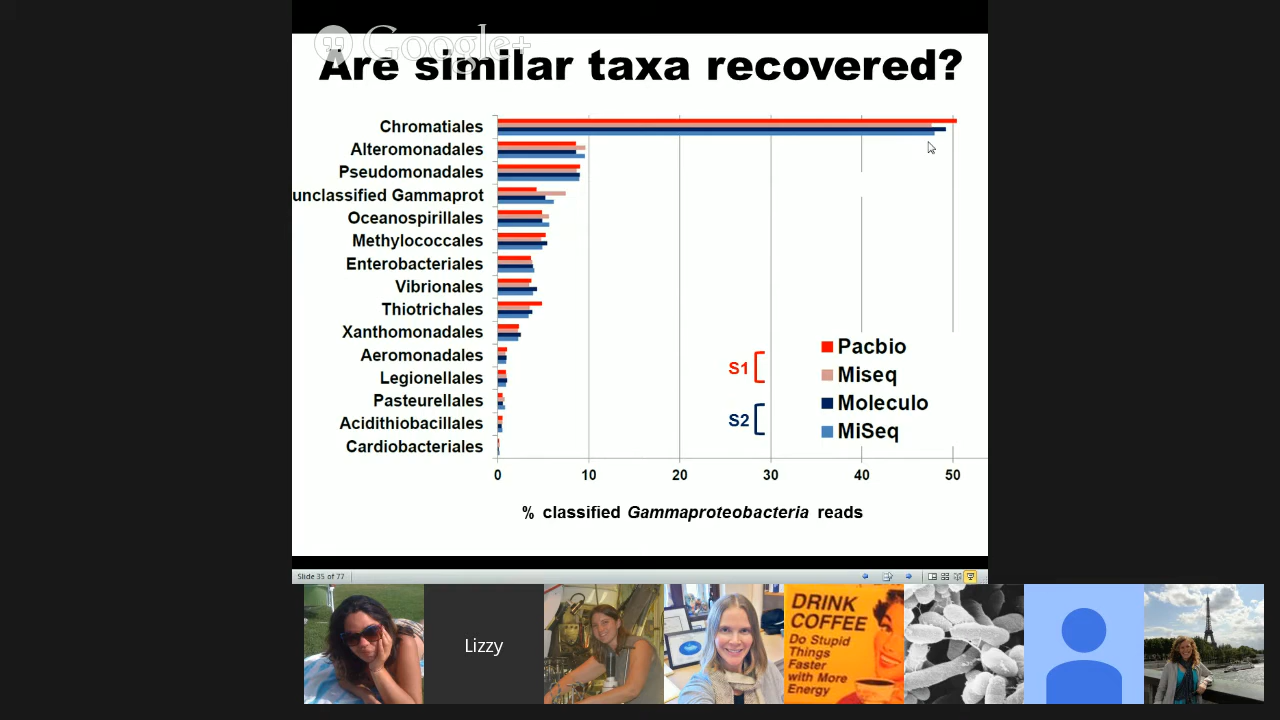 Google+
Are similar taxa recovered?
Chromatiales
Alteromonadales
Pseudomonadales
unclassified Gammaprot
Oceanospirillales
Methylococcales
Enterobacteriales
Vibrionales
Thiotrichales
Xanthomonadales
Aeromonadales
Legionellales
Pasteurellales
Acidithiobacillales
Cardiobacteriales
S1
S2
Pacbio
Miseq
Moleculo
MiSeq
0 10 20 30 40 50
% classified Gammaproteobacteria reads
Slide 35 of 77
Lizzy
DRINK
COFFEE
Do Stupid
Things
Faster
with More
Energy